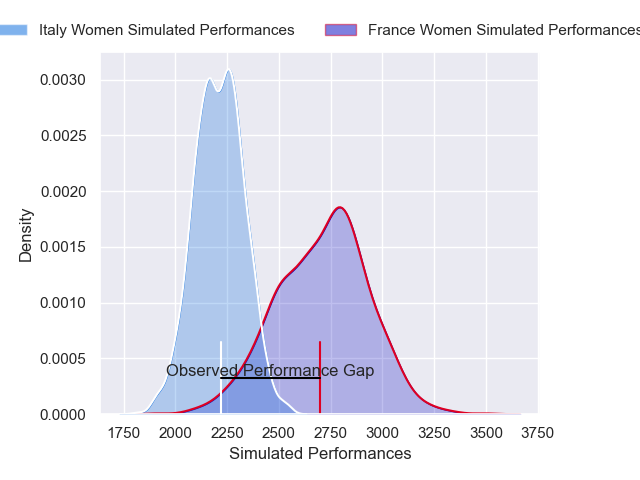 Italy Women Simulated Performances France Women Simulated Performances
0.0030
0.0025
0.0020
0.0015
0.0010
0.0005
0.0000
Density
Observed Performance Gap
1750 2000 2250 2500 2750 3000 3250 3500 3750
Simulated Performances